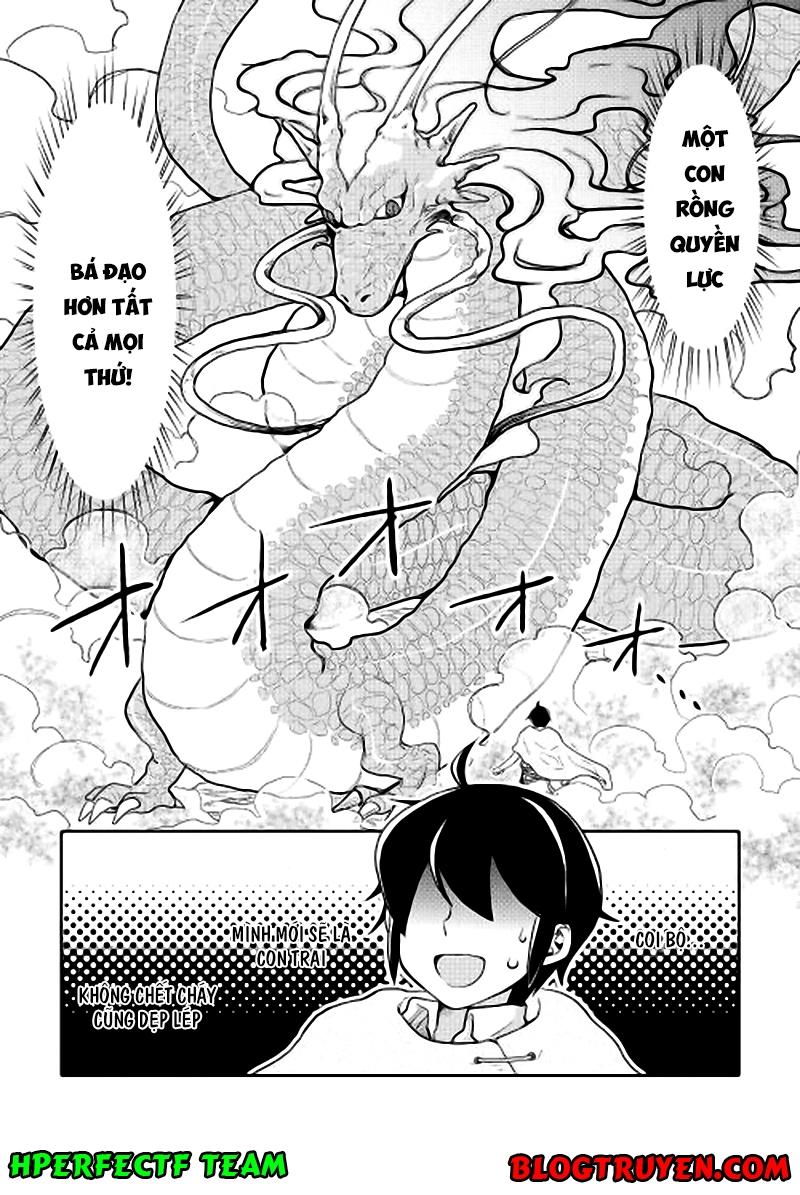 MỘT
CON
RỒNG
QUYỀN
LỰC
BÁ ĐẠO
HƠN TẤT
CẢ MỌI
THỨ!
COI BỘ...
MÌNH MỚI SẼ LÀ
CON TRAI
KHÔNG CHẾT CHÁY
CŨNG DẸP LÉP
HPERFECTF TEAM
BLOGTRUYEN.COM